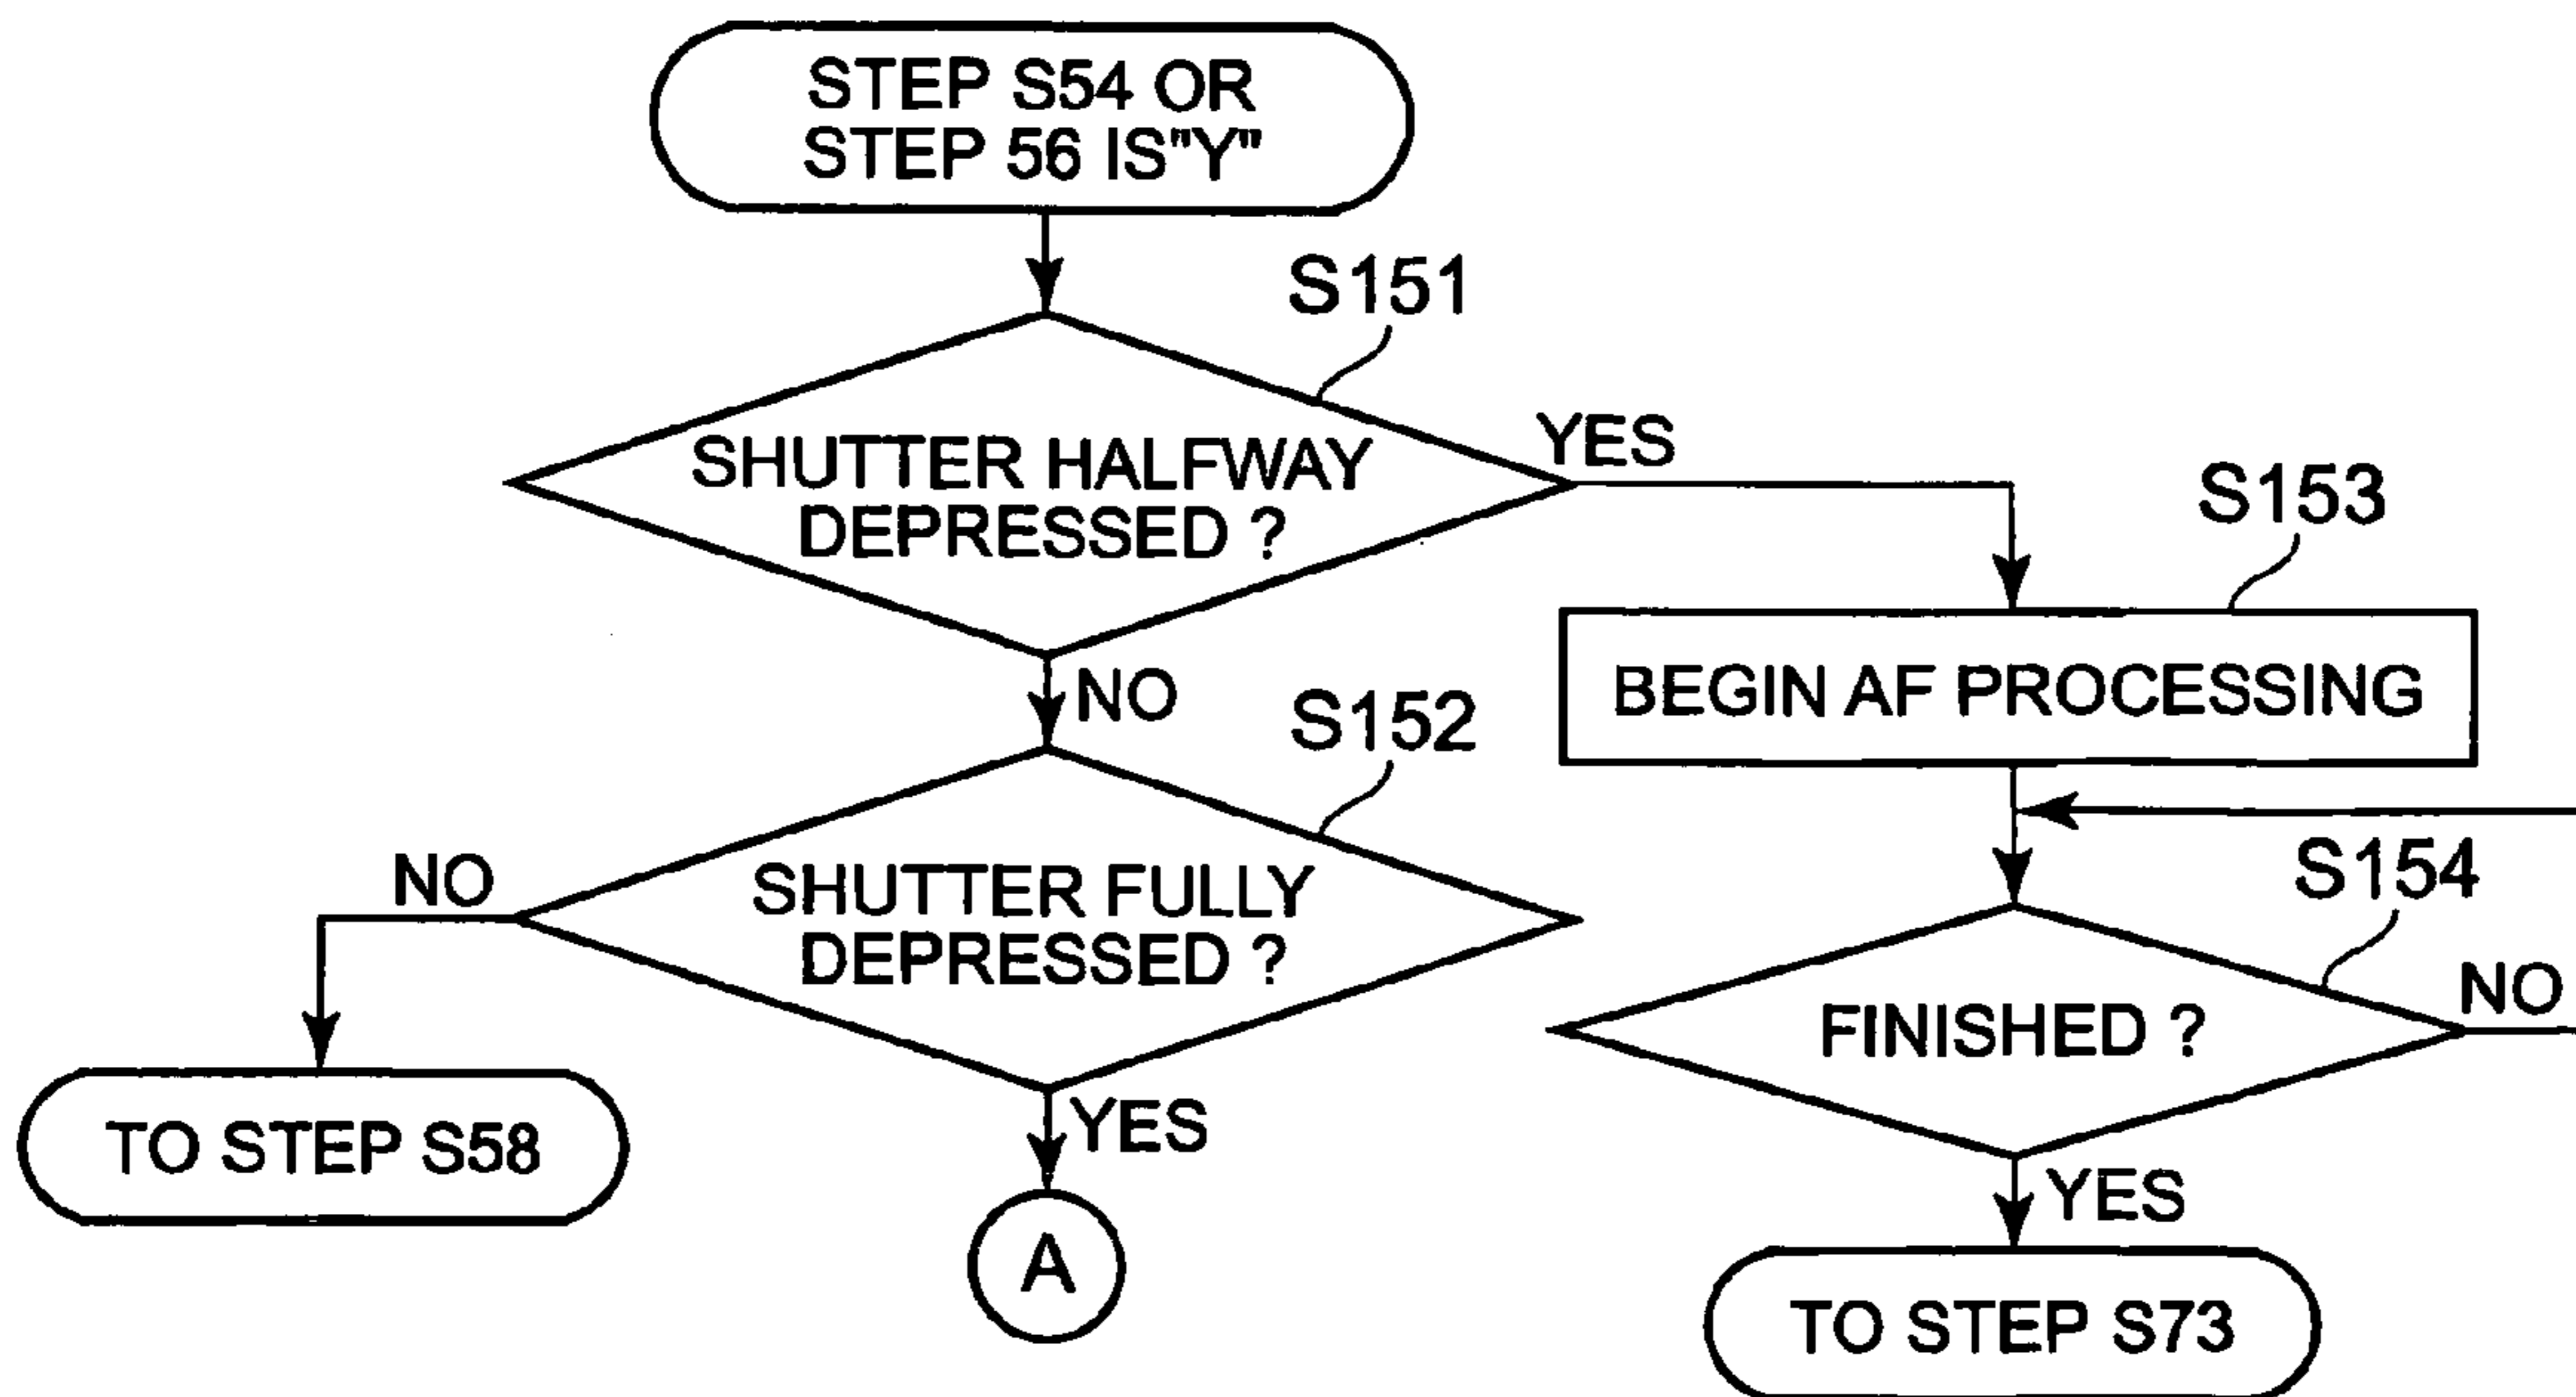 STEP S54 OR
STEP 56 IS"Y"
S151
SHUTTER HALFWAY
DEPRESSED ?
YES
NO
S153
BEGIN AF PROCESSING
S152
SHUTTER FULLY
DEPRESSED ?
NO
YES
TO STEP S58
A
S154
FINISHED ?
NO
YES
TO STEP S73